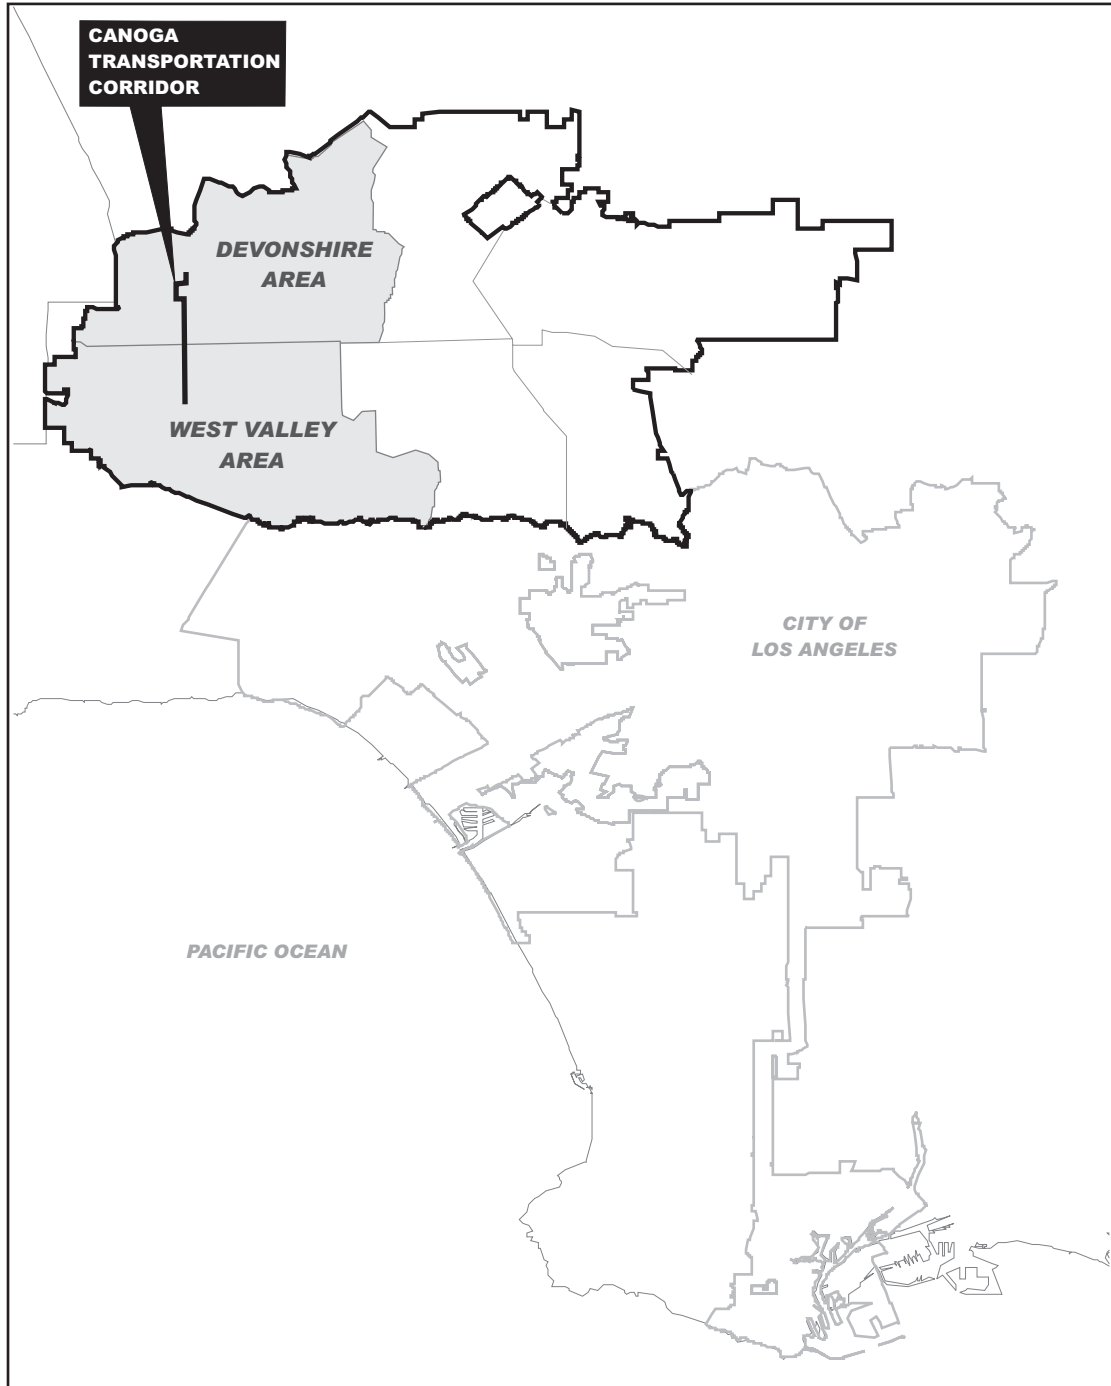 CANOGA
TRANSPORTATION
CORRIDOR
DEVONSHIRE
AREA
WEST VALLEY
AREA
CITY OF
LOS ANGELES
PACIFIC OCEAN